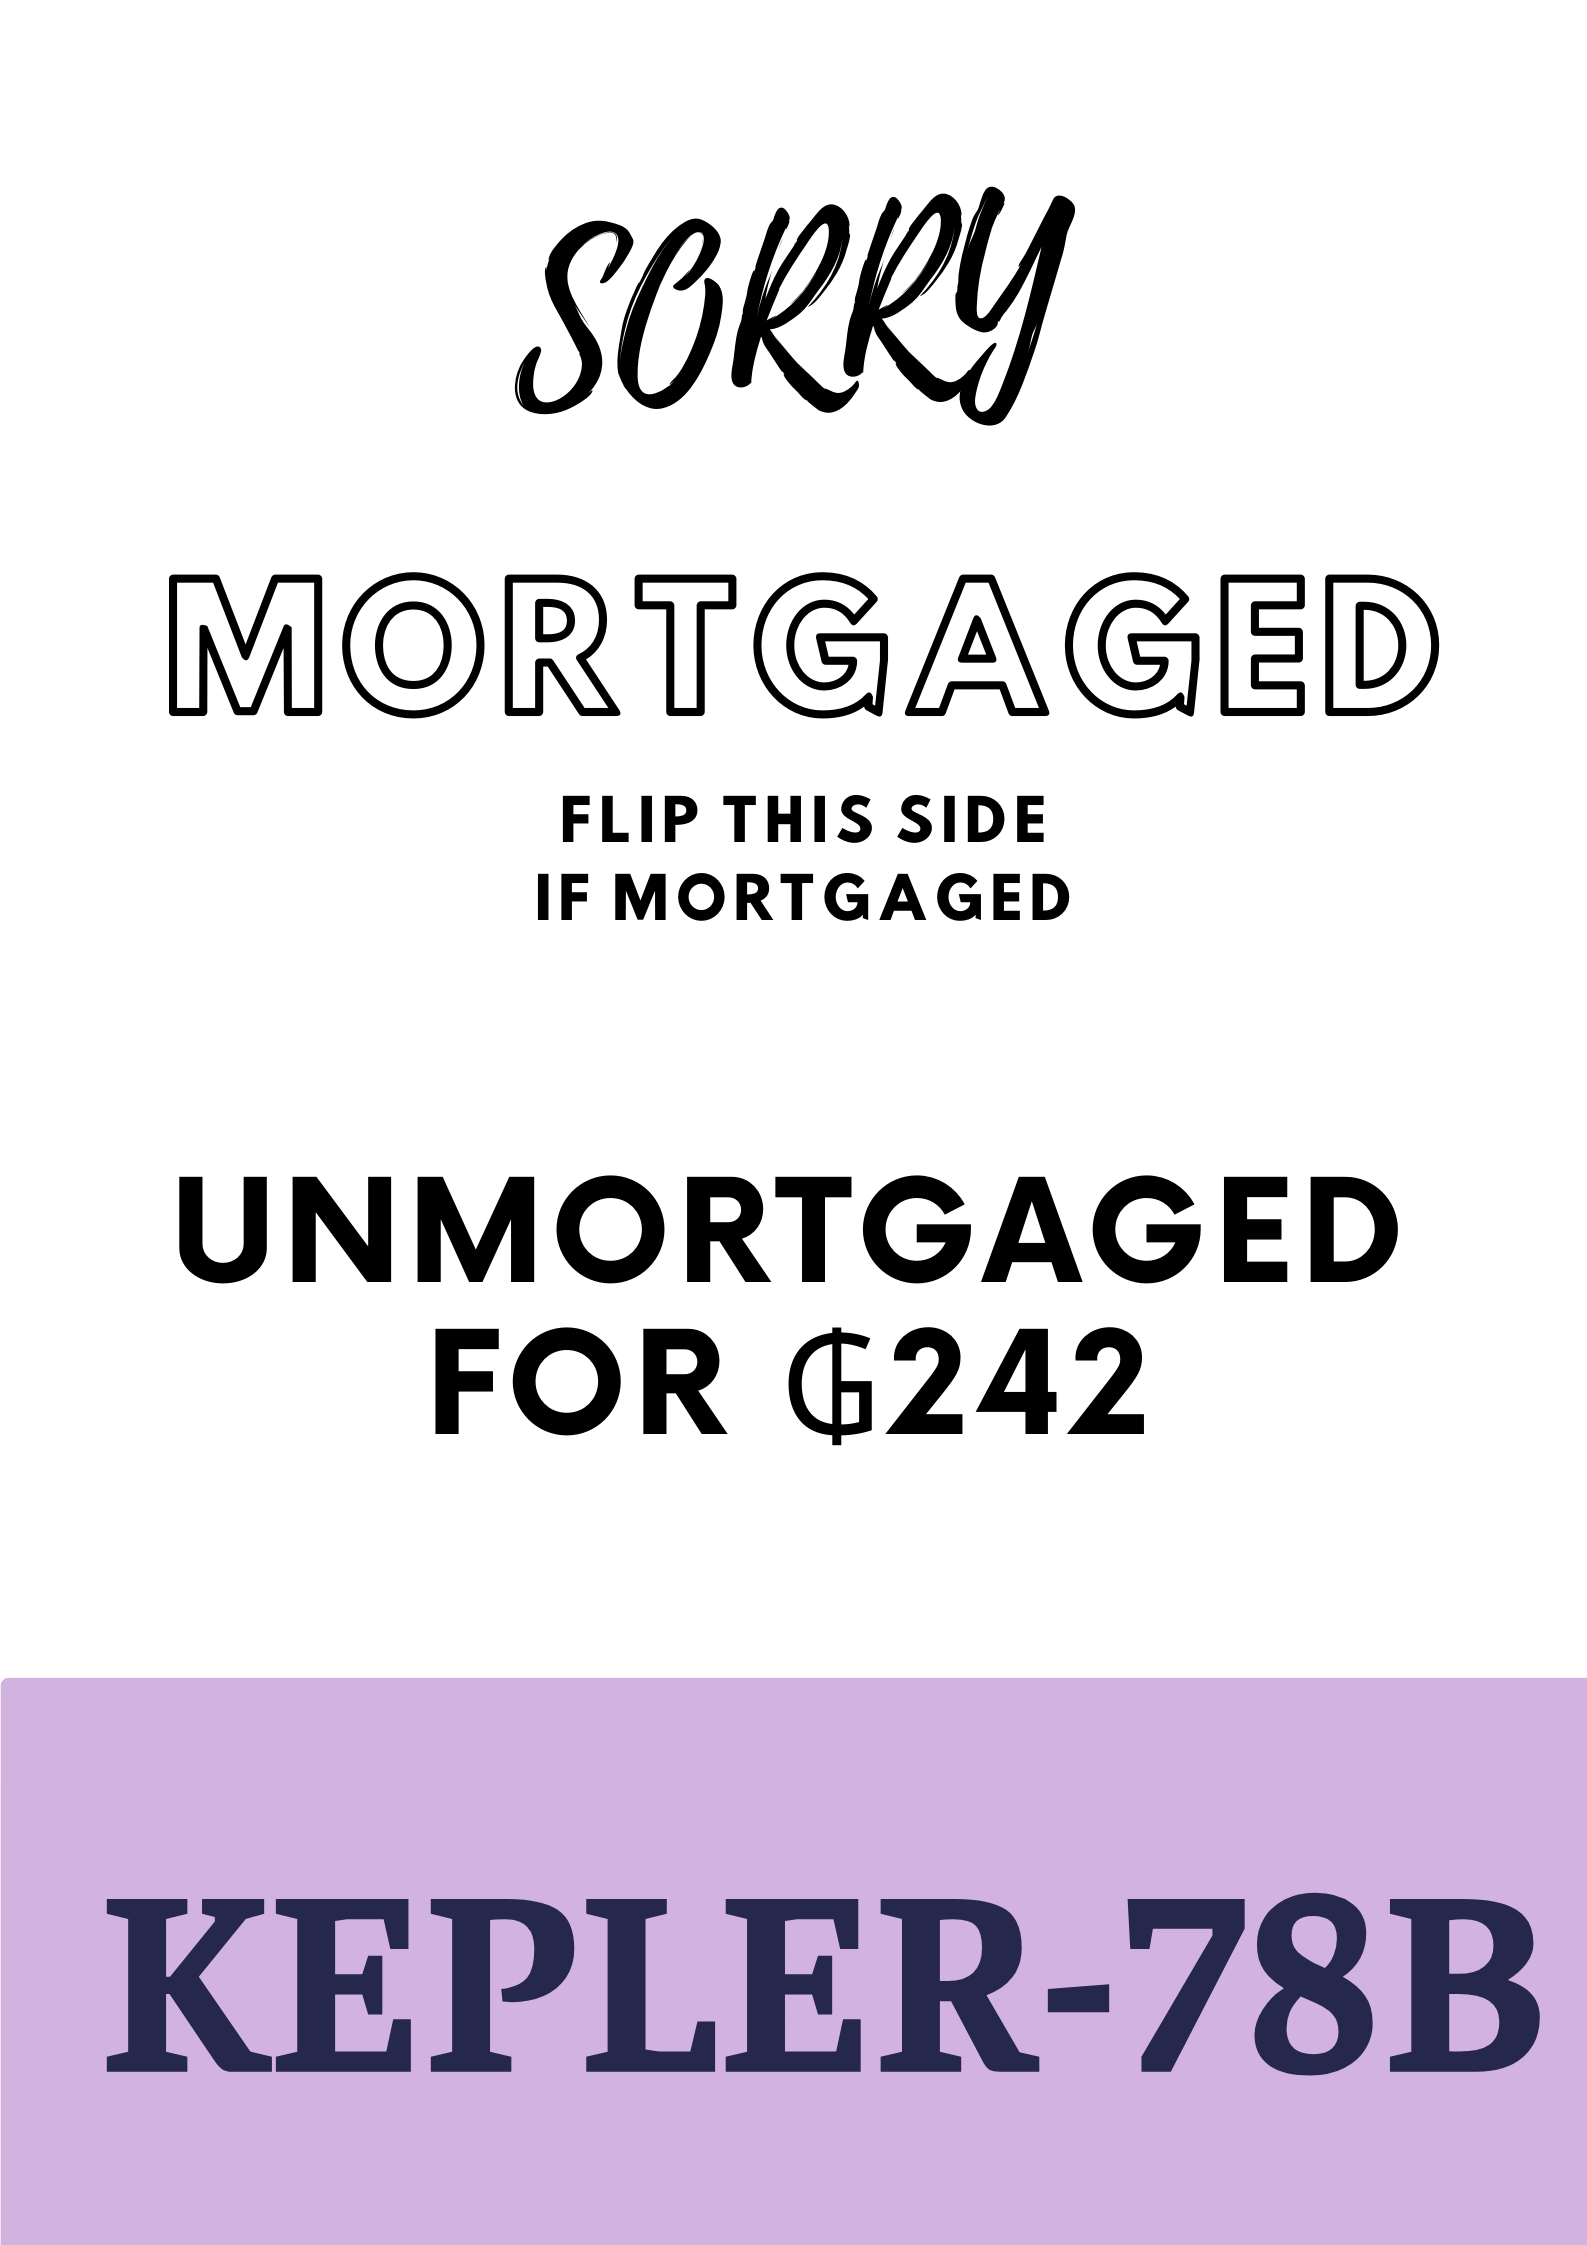 SORRY
MORTGAGED
FLIP THIS SIDE
IF MORTGAGED
UNMORTGAGED
FOR ₲242
KEPLER-78B